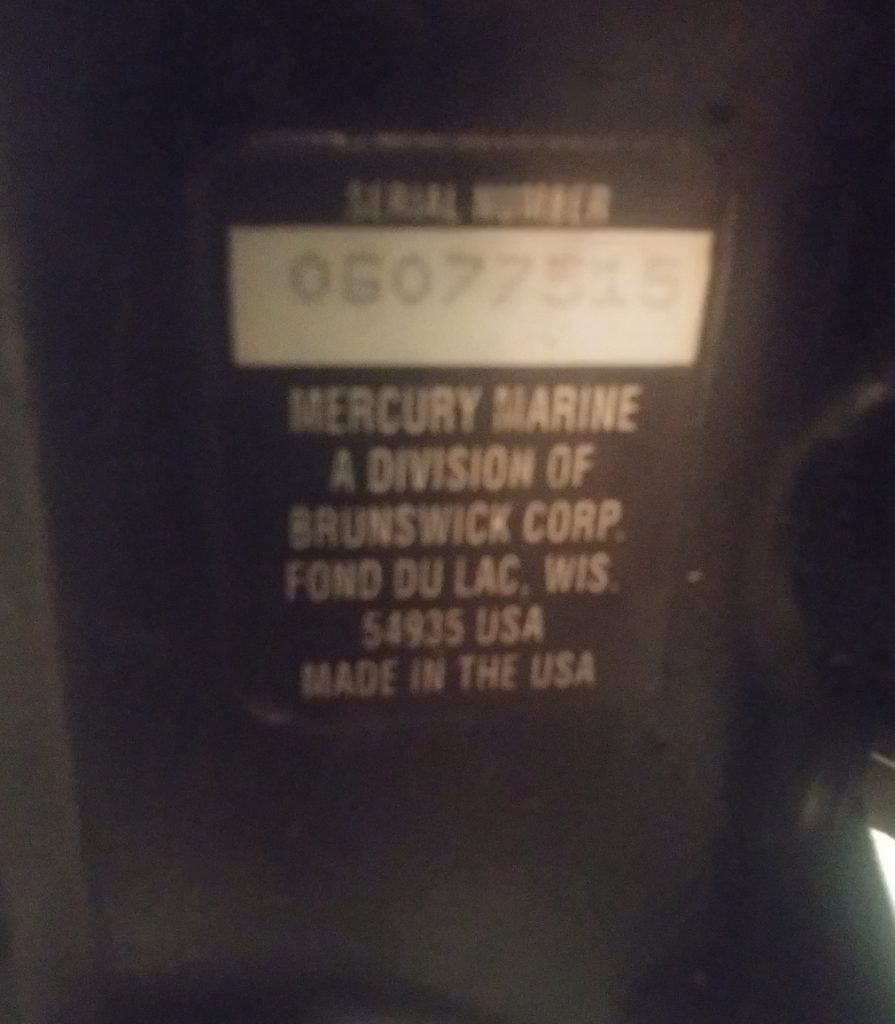 SERIAL NUMBER
0G077515
MERCURY MARINE
A DIVISION OF
BRUNSWICK CORP.
FOND DU LAC, WIS.
54935 USA
MADE IN THE USA